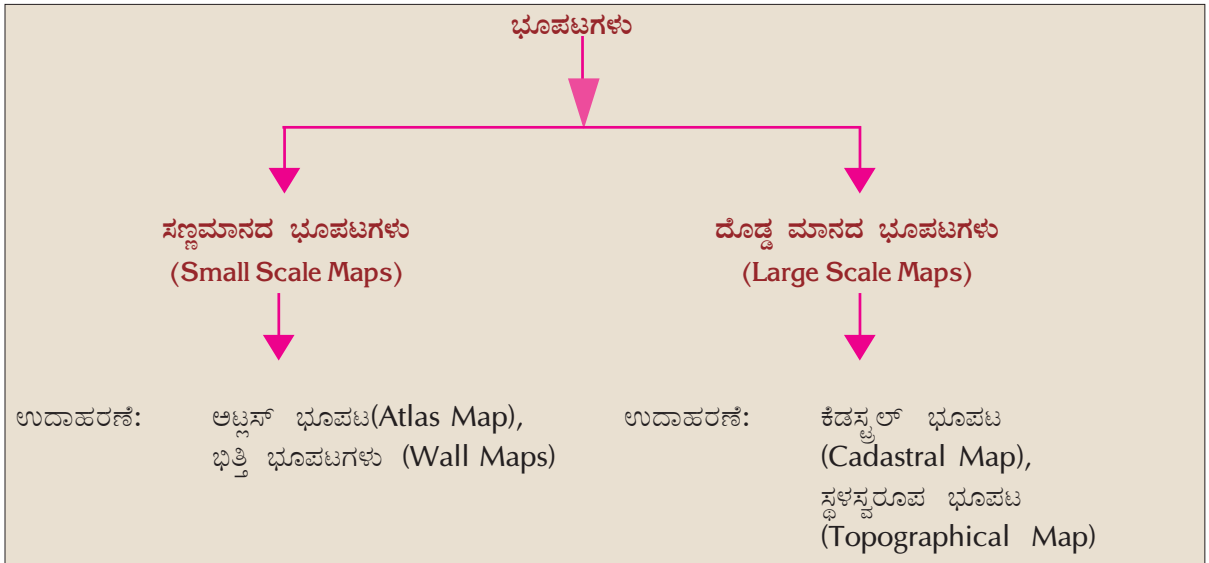 ಭೂಪಟಗಳು
ಸಣ್ಣಮಾನದ ಭೂಪಟಗಳು
(Small Scale Maps)
ದೊಡ್ಡ ಮಾನದ ಭೂಪಟಗಳು
(Large Scale Maps)
ಉದಾಹರಣೆ: ಅಟ್ಲಸ್ ಭೂಪಟ(Atlas Map),
ಭಿತ್ತಿ ಭೂಪಟಗಳು (Wall Maps)
ಉದಾಹರಣೆ: ಕೆಡಸ್ಟ್ರಲ್ ಭೂಪಟ
(Cadastral Map),
ಸ್ಥಳಸ್ವರೂಪ ಭೂಪಟ
(Topographical Map)